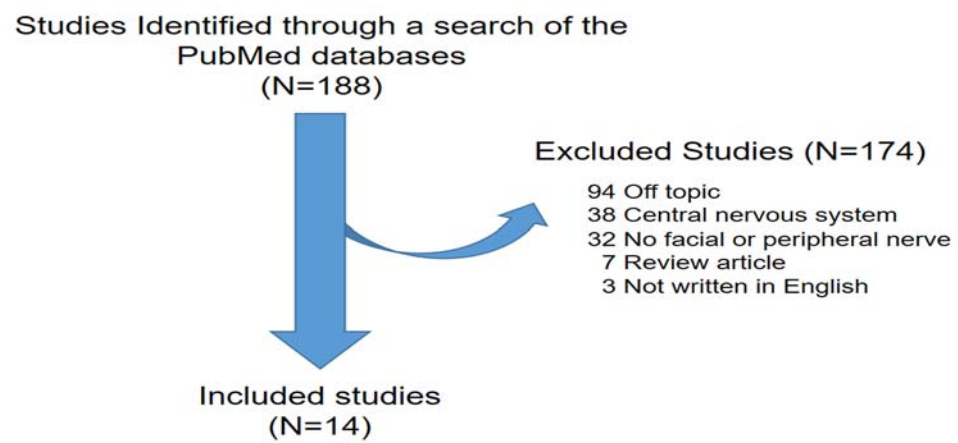 Studies Identified through a search of the
PubMed databases
(N=188)
Excluded Studies (N=174)
94 Off topic
38 Central nervous system
32 No facial or peripheral nerve
7 Review article
3 Not written in English
Included studies
(N=14)